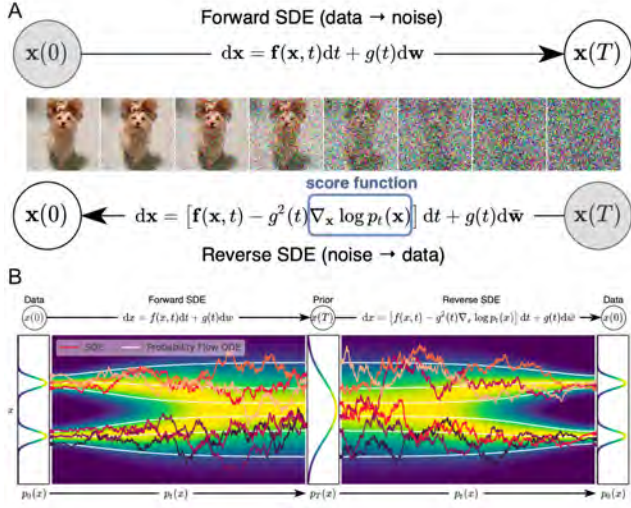 A
Forward SDE (data → noise)
x(0) dx = f(x, t)dt + g(t)dw x(T)
score function
x(0) dx = [f(x, t) − g²(t)∇ₓ log pₜ(x)] dt + g(t)dw̄ x(T)
Reverse SDE (noise → data)
B
Data Forward SDE Prior Reverse SDE Data
x(0) dx = f(x, t)dt + g(t)dw x(T) dx = [f(x, t) − g²(t)∇ₓ log pₜ(x)] dt + g(t)dw̄ x(0)
SDE Probability Flow ODE
x
p₀(x) pₜ(x) p_T(x) pₜ(x) p₀(x)